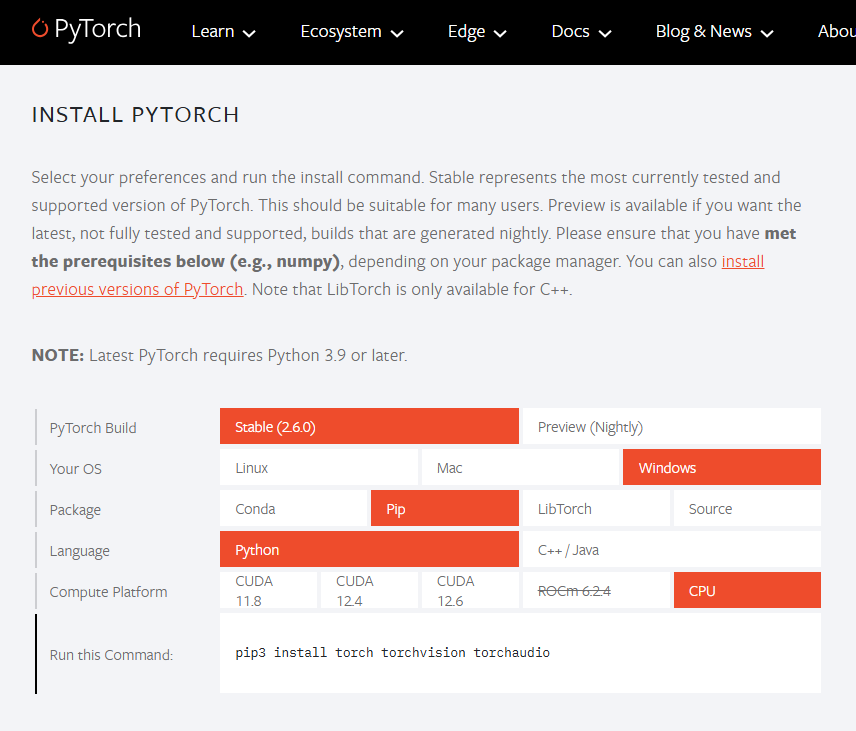 PyTorch Learn Ecosystem Edge Docs Blog & News Abou
INSTALL PYTORCH
Select your preferences and run the install command. Stable represents the most currently tested and
supported version of PyTorch. This should be suitable for many users. Preview is available if you want the
latest, not fully tested and supported, builds that are generated nightly. Please ensure that you have met
the prerequisites below (e.g., numpy), depending on your package manager. You can also install
previous versions of PyTorch. Note that LibTorch is only available for C++.
NOTE: Latest PyTorch requires Python 3.9 or later.
PyTorch Build Stable (2.6.0) Preview (Nightly)
Your OS Linux Mac Windows
Package Conda Pip LibTorch Source
Language Python C++ / Java
Compute Platform CUDA 11.8 CUDA 12.4 CUDA 12.6 ROCm 6.2.4 CPU
Run this Command: pip3 install torch torchvision torchaudio